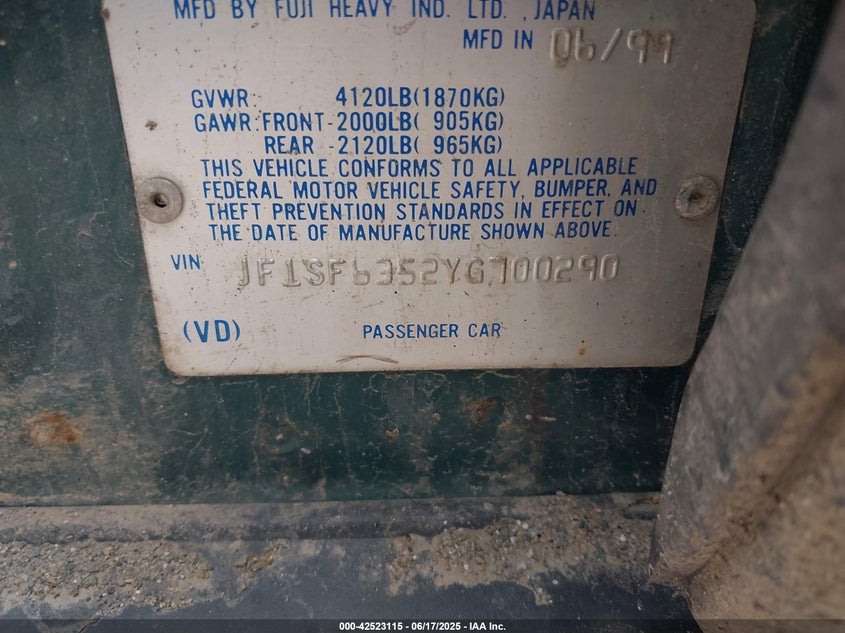 MFD BY FUJI HEAVY IND. LTD. ,JAPAN
MFD IN 06/99
GVWR 4120LB(1870KG)
GAWR:FRONT-2000LB( 905KG)
REAR -2120LB( 965KG)
THIS VEHICLE CONFORMS TO ALL APPLICABLE
FEDERAL MOTOR VEHICLE SAFETY, BUMPER, AND
THEFT PREVENTION STANDARDS IN EFFECT ON
THE DATE OF MANUFACTURE SHOWN ABOVE.
VIN JF1SF6352YG700290
(VD) PASSENGER CAR
000-42523115 - 06/17/2025 - IAA Inc.